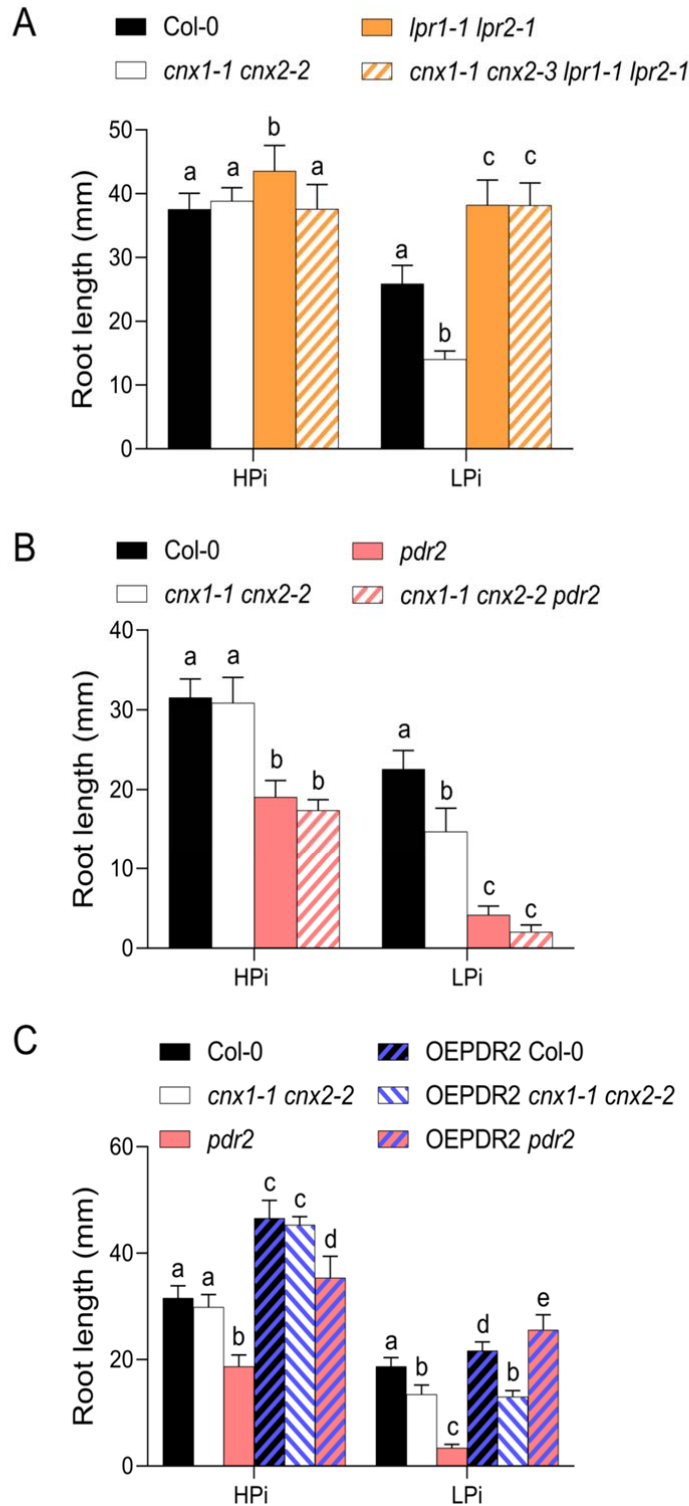 A
Col-0 lpr1-1 lpr2-1
cnx1-1 cnx2-2 cnx1-1 cnx2-3 lpr1-1 lpr2-1
Root length (mm)
50
40
30
20
10
0
a a b a
a b c c
HPi LPi
B
Col-0 pdr2
cnx1-1 cnx2-2 cnx1-1 cnx2-2 pdr2
Root length (mm)
40
30
20
10
0
a a b b
a b c c
HPi LPi
C
Col-0 OEPDR2 Col-0
cnx1-1 cnx2-2 OEPDR2 cnx1-1 cnx2-2
pdr2 OEPDR2 pdr2
Root length (mm)
60
40
20
0
a a b c c d
a b c d b e
HPi LPi